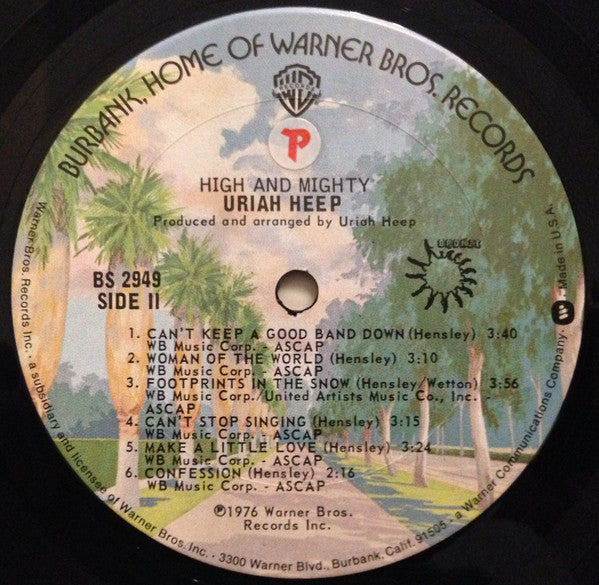 BURBANK, HOME OF WARNER BROS. RECORDS
WB
RECORDS
P
HIGH AND MIGHTY
URIAH HEEP
Produced and arranged by Uriah Heep
BS 2949
SIDE II
BRONZE
1. CAN'T KEEP A GOOD BAND DOWN (Hensley) 3:40
WB Music Corp. - ASCAP
2. WOMAN OF THE WORLD (Hensley) 3:10
WB Music Corp. - ASCAP
3. FOOTPRINTS IN THE SNOW (Hensley/Wetton) 3:56
WB Music Corp./United Artists Music Co., Inc. -
ASCAP
4. CAN'T STOP SINGING (Hensley) 3:15
WB Music Corp. - ASCAP
5. MAKE A LITTLE LOVE (Hensley) 3:24
WB Music Corp. - ASCAP
6. CONFESSION (Hensley) 2:16
WB Music Corp. - ASCAP
℗1976 Warner Bros.
Records Inc.
Warner Bros. Records Inc. • a subsidiary and licensee of Warner Bros. Inc. • 3300 Warner Blvd., Burbank, Calif. 91505 • a Warner Communications Company. • Made in U.S.A.